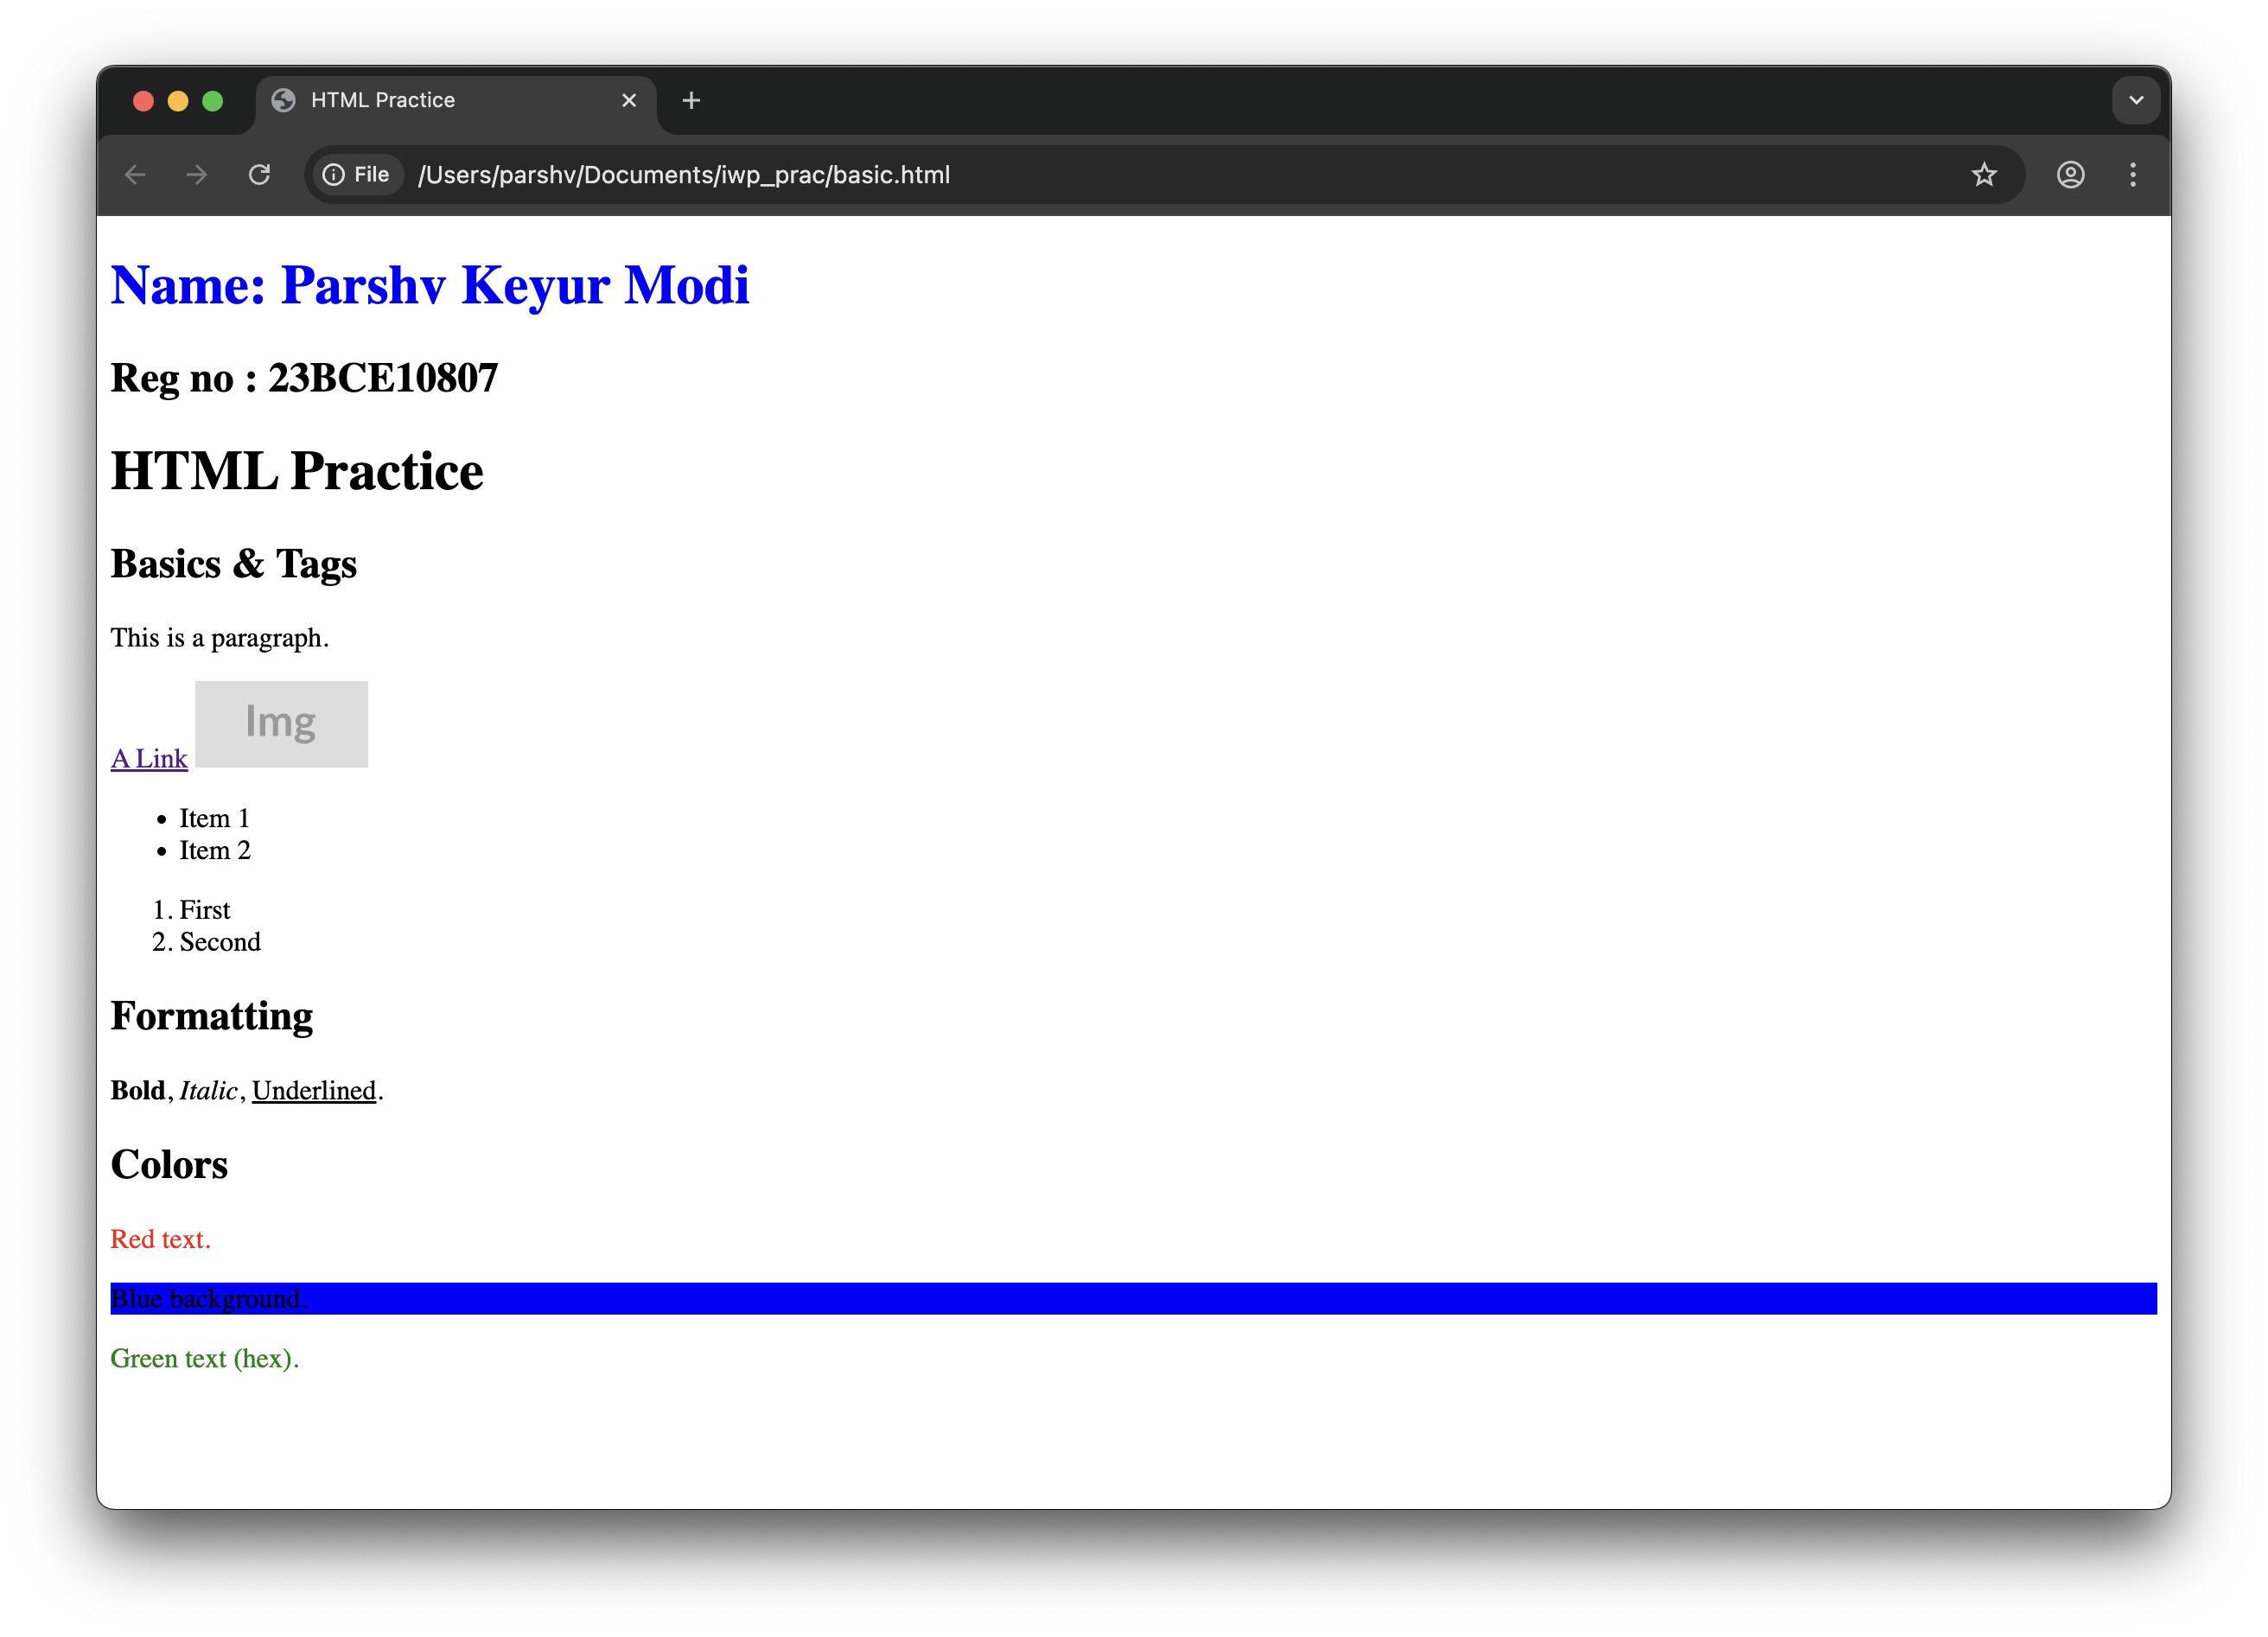 HTML Practice
File /Users/parshv/Documents/iwp_prac/basic.html
Name: Parshv Keyur Modi
Reg no : 23BCE10807
HTML Practice
Basics & Tags
This is a paragraph.
A Link Img
• Item 1
• Item 2
1. First
2. Second
Formatting
Bold, Italic, Underlined.
Colors
Red text.
Blue background.
Green text (hex).